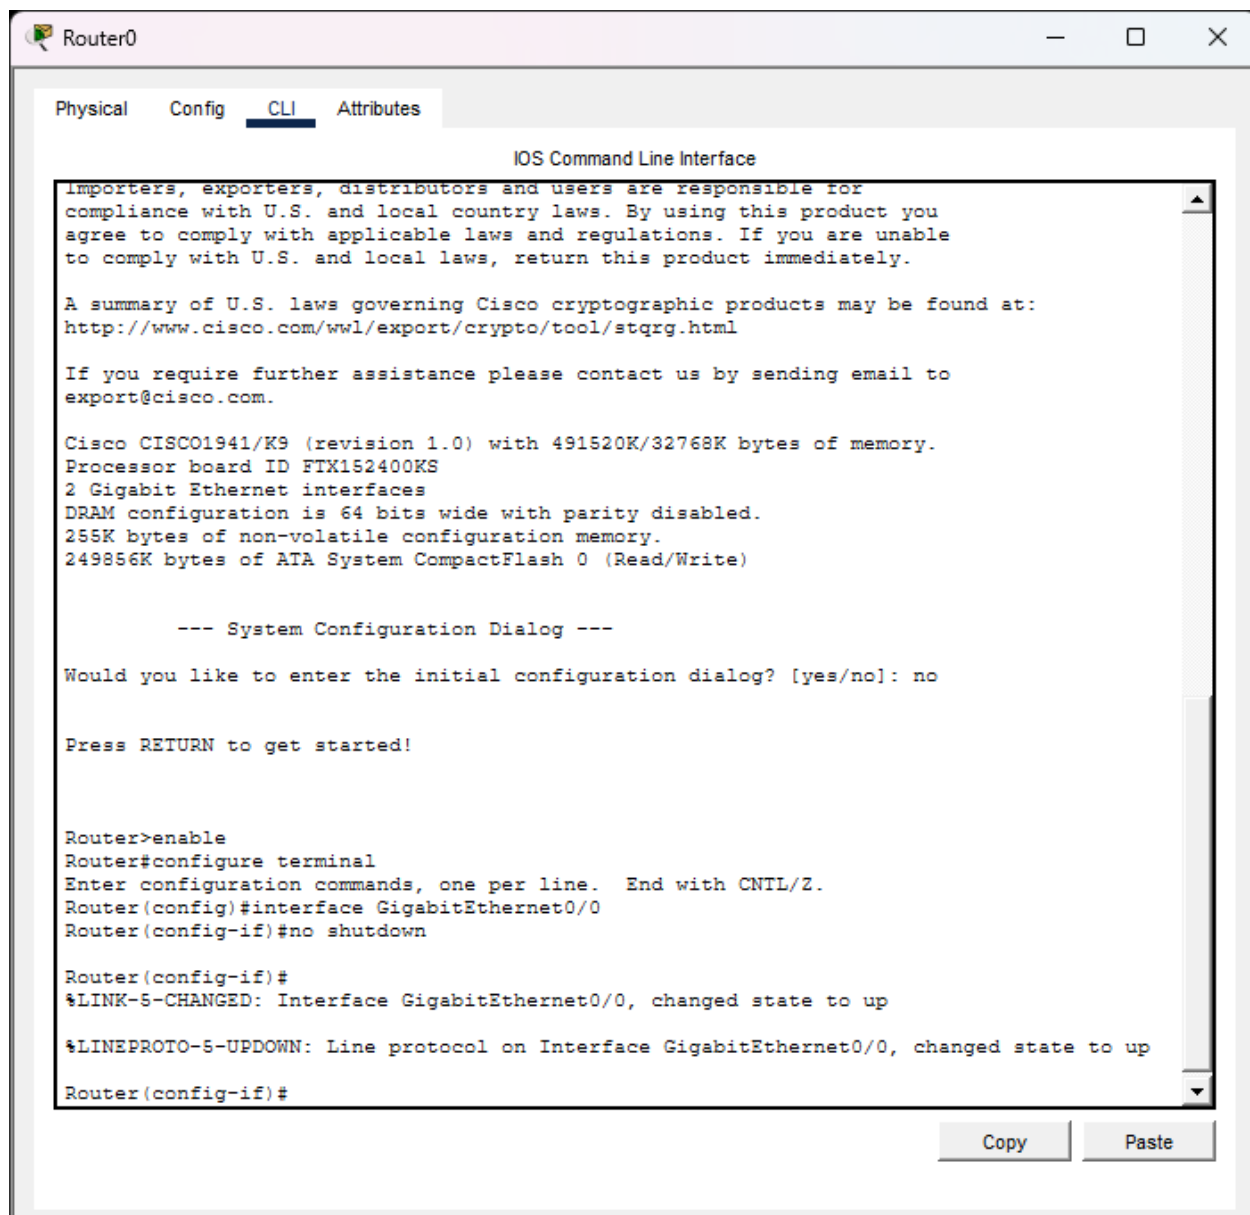 Router0
Physical Config CLI Attributes
IOS Command Line Interface
Importers, exporters, distributors and users are responsible for
compliance with U.S. and local country laws. By using this product you
agree to comply with applicable laws and regulations. If you are unable
to comply with U.S. and local laws, return this product immediately.
A summary of U.S. laws governing Cisco cryptographic products may be found at:
http://www.cisco.com/wwl/export/crypto/tool/stqrg.html
If you require further assistance please contact us by sending email to
export@cisco.com.
Cisco CISCO1941/K9 (revision 1.0) with 491520K/32768K bytes of memory.
Processor board ID FTX152400KS
2 Gigabit Ethernet interfaces
DRAM configuration is 64 bits wide with parity disabled.
255K bytes of non-volatile configuration memory.
249856K bytes of ATA System CompactFlash 0 (Read/Write)
--- System Configuration Dialog ---
Would you like to enter the initial configuration dialog? [yes/no]: no
Press RETURN to get started!
Router>enable
Router#configure terminal
Enter configuration commands, one per line.  End with CNTL/Z.
Router(config)#interface GigabitEthernet0/0
Router(config-if)#no shutdown
Router(config-if)#
%LINK-5-CHANGED: Interface GigabitEthernet0/0, changed state to up
%LINEPROTO-5-UPDOWN: Line protocol on Interface GigabitEthernet0/0, changed state to up
Router(config-if)#
Copy Paste